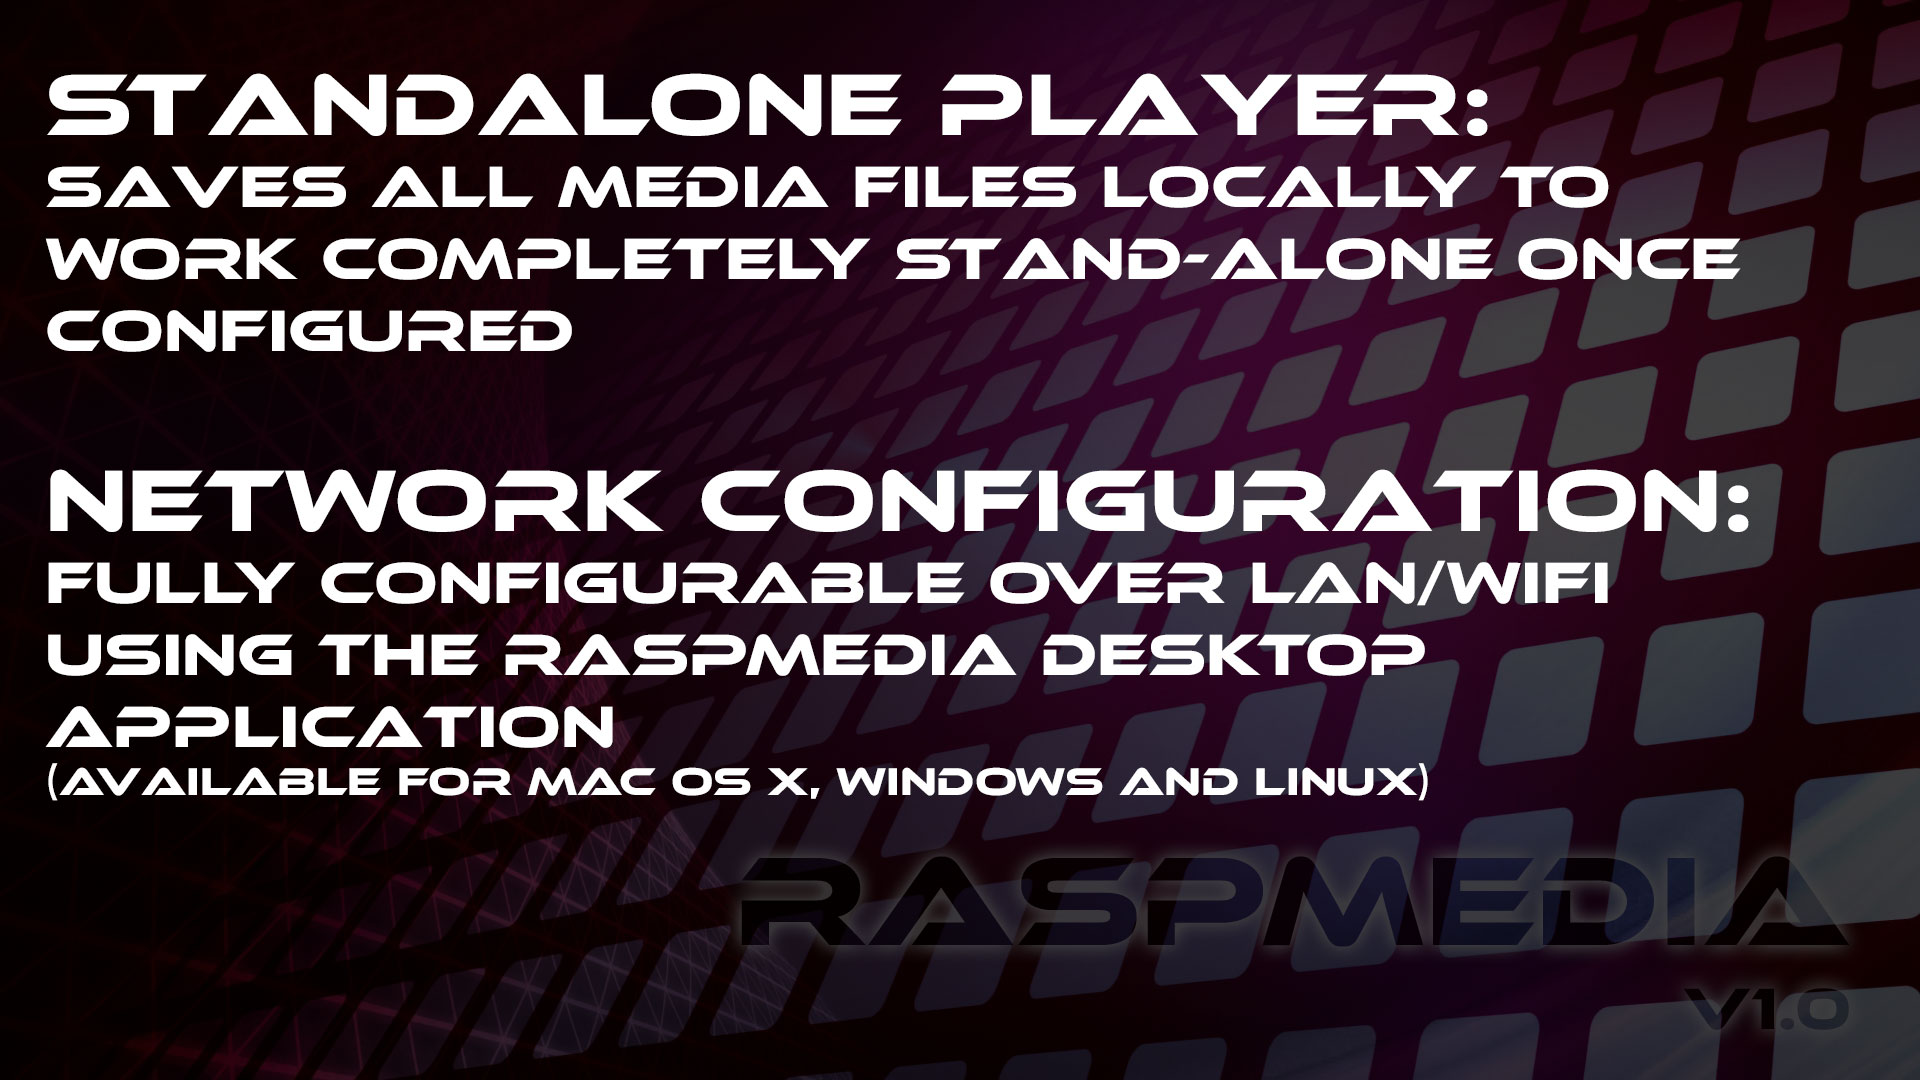 STANDALONE PLAYER:
SAVES ALL MEDIA FILES LOCALLY TO
WORK COMPLETELY STAND-ALONE ONCE
CONFIGURED
NETWORK CONFIGURATION:
FULLY CONFIGURABLE OVER LAN/WIFI
USING THE RASPMEDIA DESKTOP
APPLICATION
(AVAILABLE FOR MAC OS X, WINDOWS AND LINUX)
RASPMEDIA
V1.0